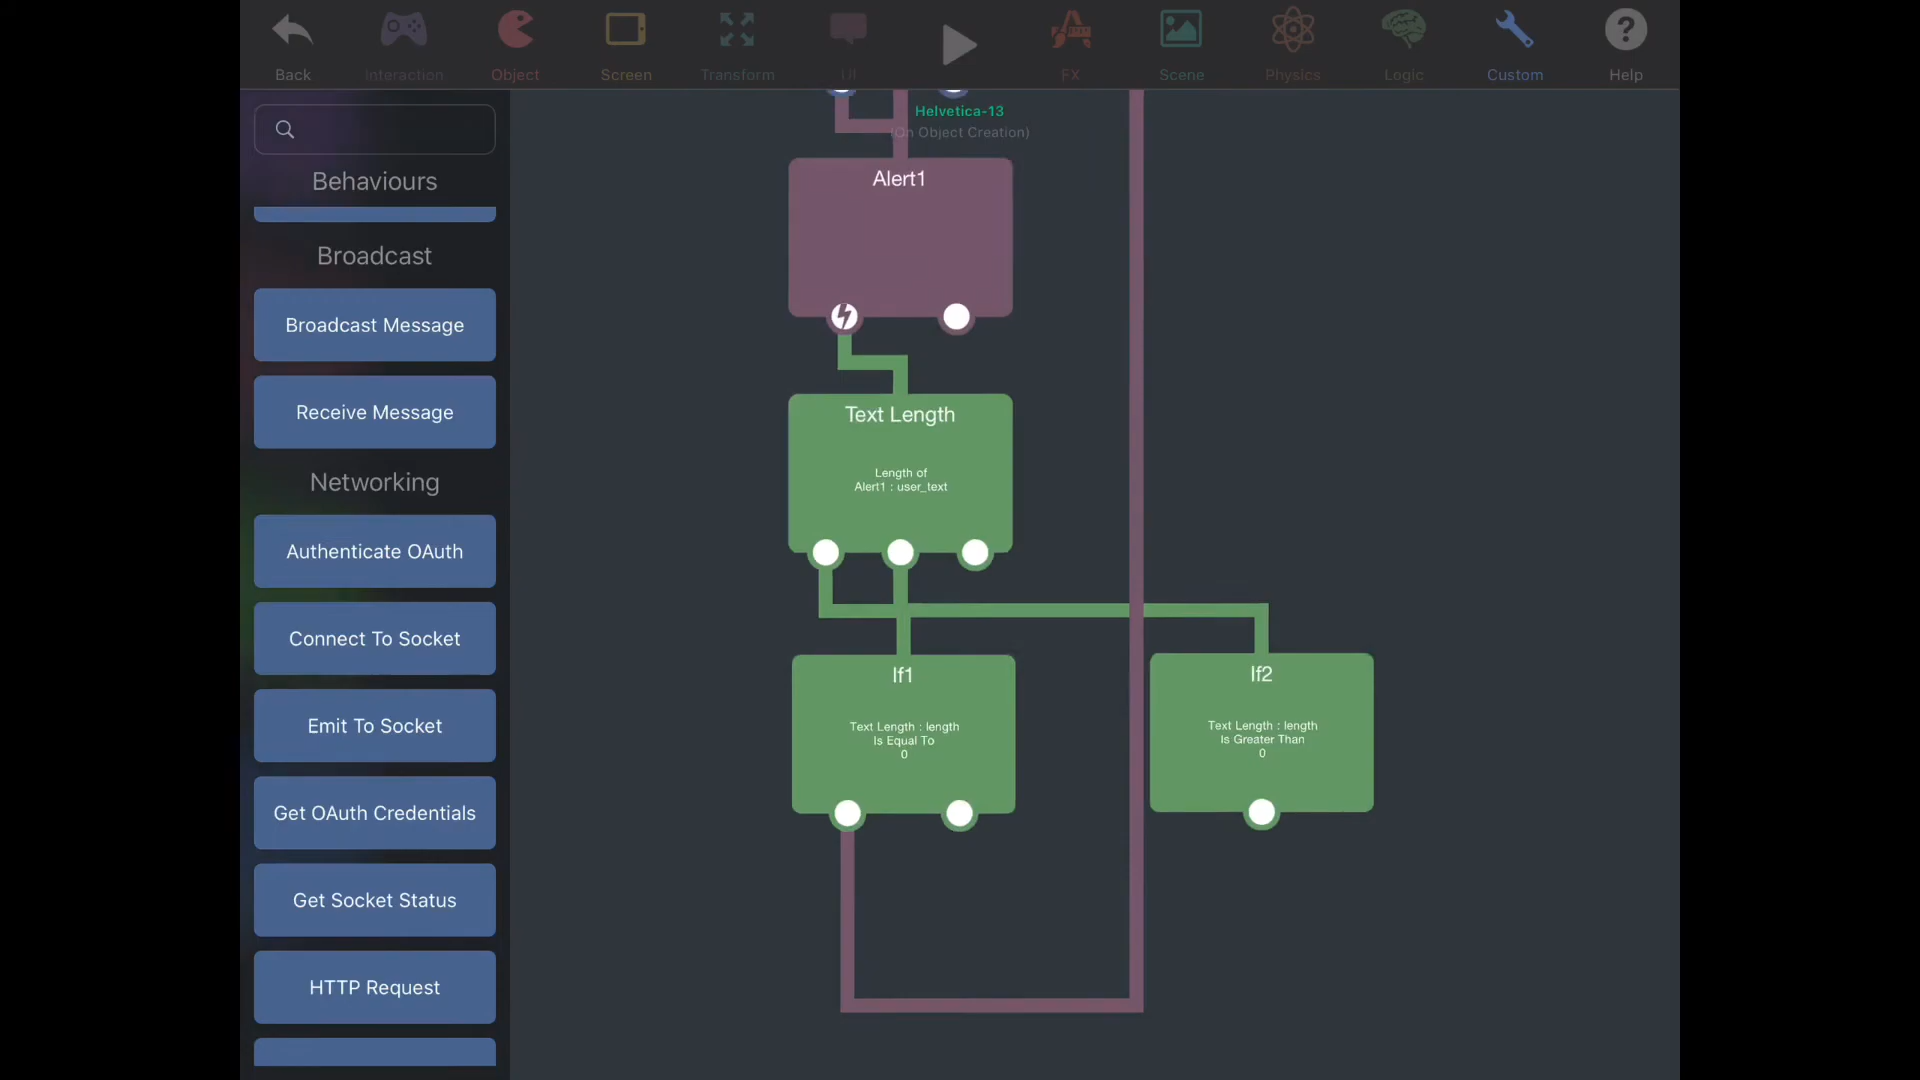 Back
Interaction
Object
Screen
Transform
UI
FX
Scene
Physics
Logic
Custom
Help
Behaviours
Broadcast
Broadcast Message
Receive Message
Networking
Authenticate OAuth
Connect To Socket
Emit To Socket
Get OAuth Credentials
Get Socket Status
HTTP Request
Helvetica-13
(On Object Creation)
Alert1
Text Length
Length of
Alert1 : user_text
If1
Text Length : length
Is Equal To
0
If2
Text Length : length
Is Greater Than
0